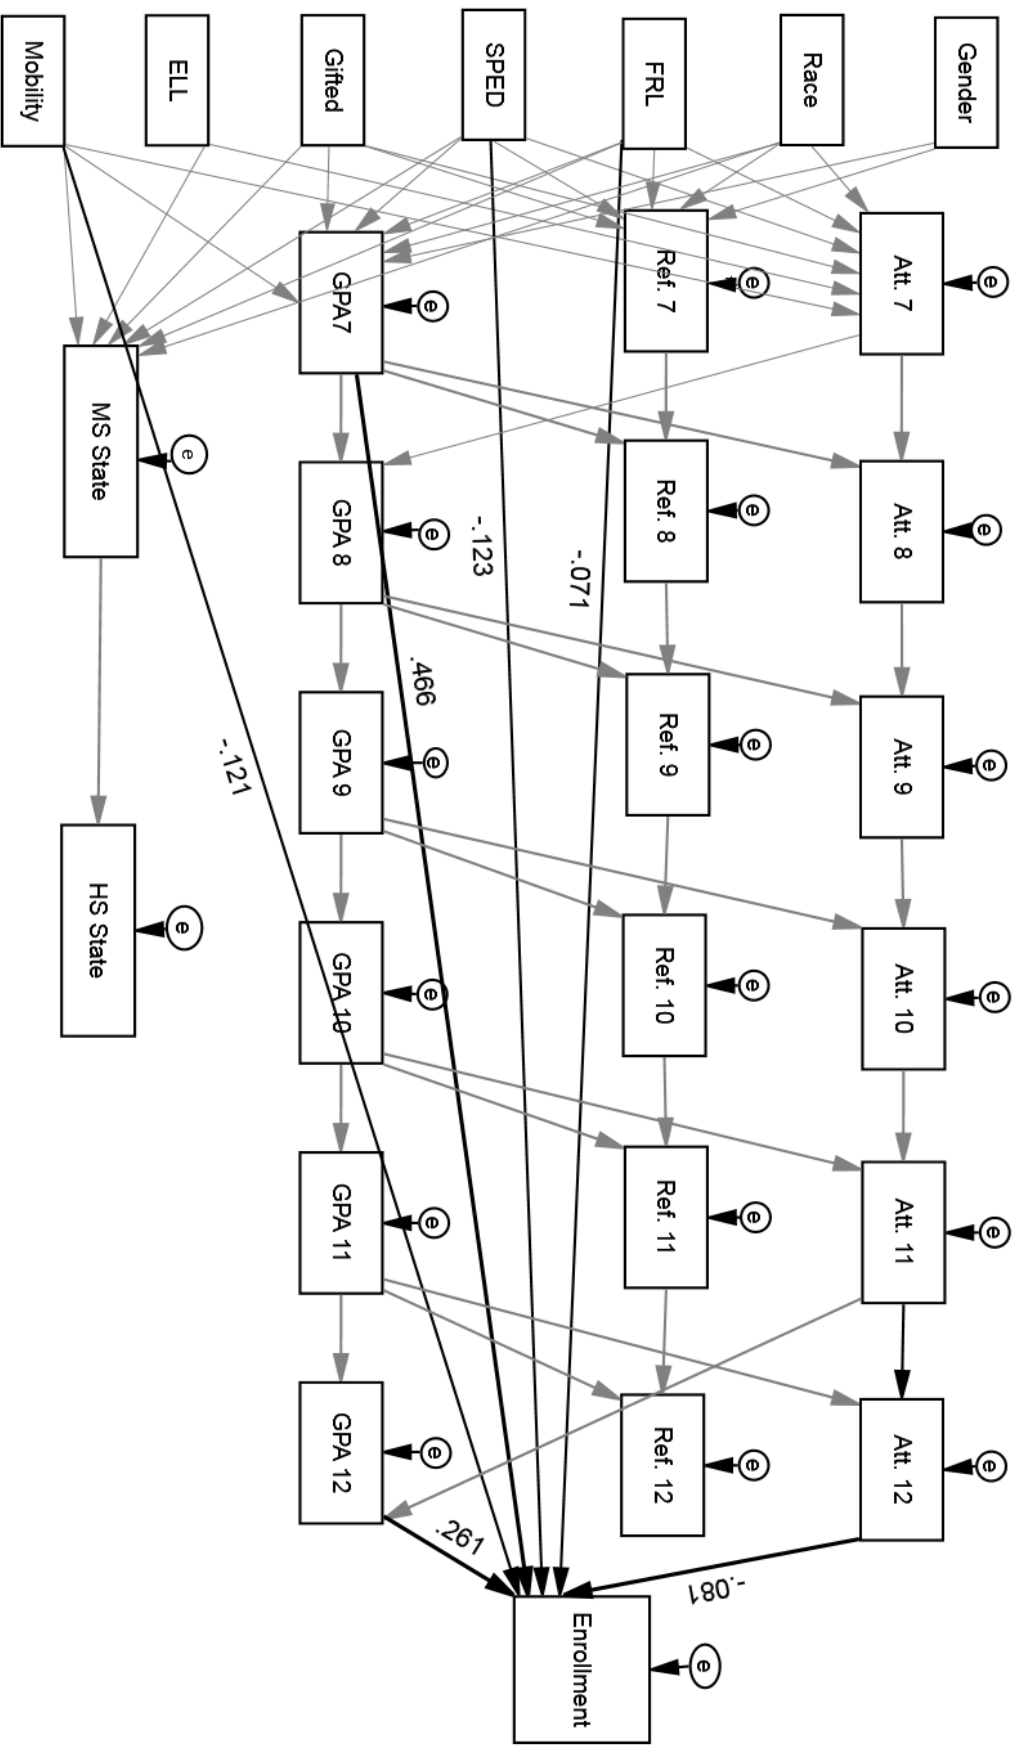 Gender
Race
FRL
SPED
Gifted
ELL
Mobility
Att. 7
e
Att. 8
e
Att. 9
e
Att. 10
e
Att. 11
e
Att. 12
e
Ref. 7
e
Ref. 8
e
Ref. 9
e
Ref. 10
e
Ref. 11
e
Ref. 12
e
GPA7
e
GPA 8
e
GPA 9
e
GPA 10
e
GPA 11
e
GPA 12
e
MS State
e
HS State
e
-.071
-.123
.466
-.121
.261
-.081
Enrollment
e